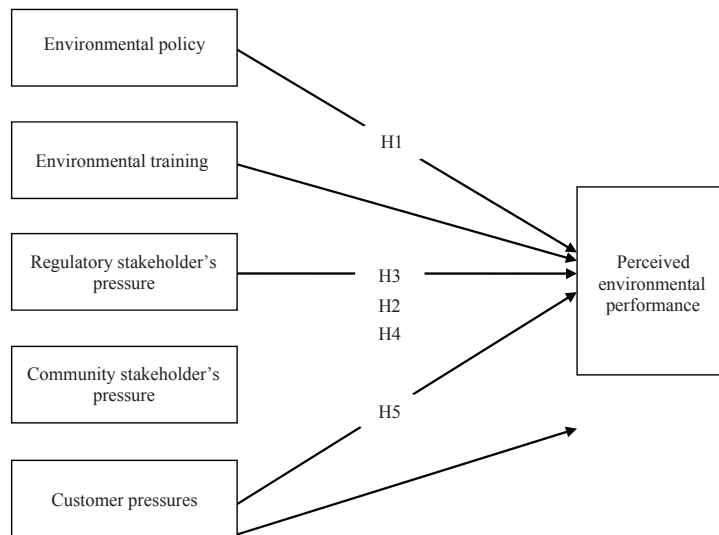 Environmental policy
H1
Environmental training
Regulatory stakeholder's
pressure
H3
H2
H4
Perceived
environmental
performance
Community stakeholder's
pressure
H5
Customer pressures